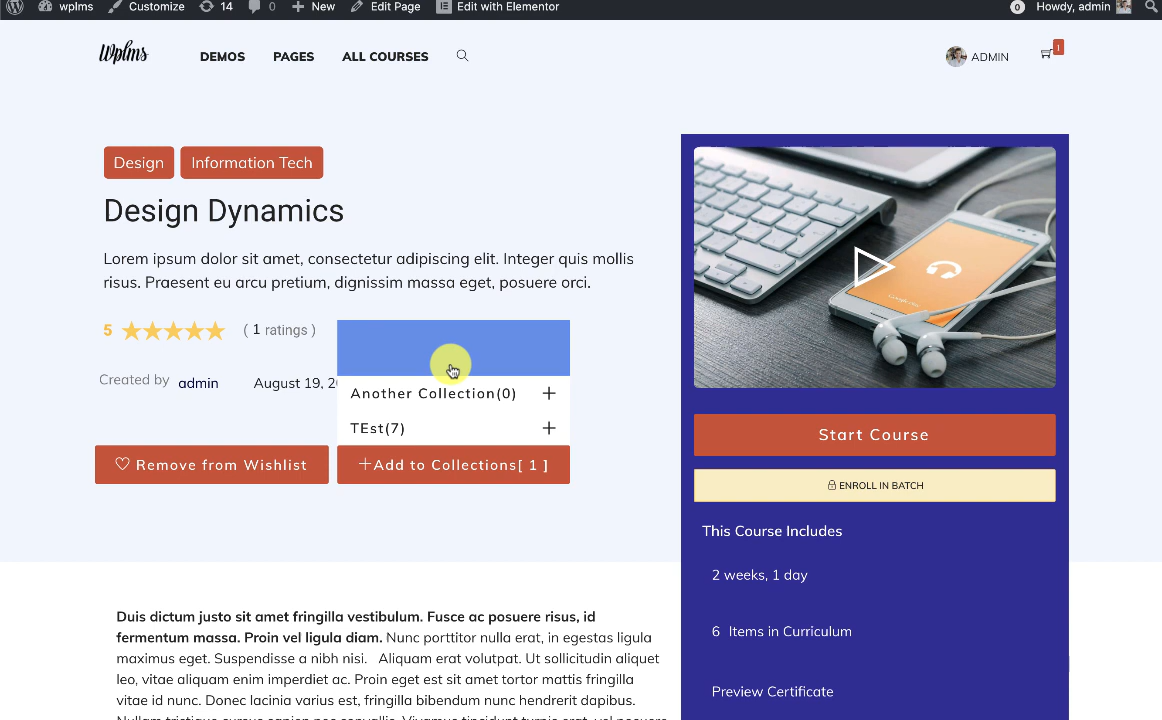 wplms Customize 14 0 New Edit Page Edit with Elementor 0 Howdy, admin
Wplms DEMOS PAGES ALL COURSES ADMIN 1
Design Information Tech
Design Dynamics
Lorem ipsum dolor sit amet, consectetur adipiscing elit. Integer quis mollis
risus. Praesent eu arcu pretium, dignissim massa eget, posuere orci.
5 ( 1 ratings )
Created by admin August 19, 2
Another Collection(0)
TEst(7)
Remove from Wishlist
+Add to Collections[ 1 ]
Start Course
ENROLL IN BATCH
This Course Includes
2 weeks, 1 day
6 Items in Curriculum
Preview Certificate
Duis dictum justo sit amet fringilla vestibulum. Fusce ac posuere risus, id
fermentum massa. Proin vel ligula diam. Nunc porttitor nulla erat, in egestas ligula
maximus eget. Suspendisse a nibh nisi. Aliquam erat volutpat. Ut sollicitudin aliquet
leo, vitae aliquam enim imperdiet ac. Proin eget est sit amet tortor mattis fringilla
vitae id nunc. Donec lacinia varius est, fringilla bibendum nunc hendrerit dapibus.